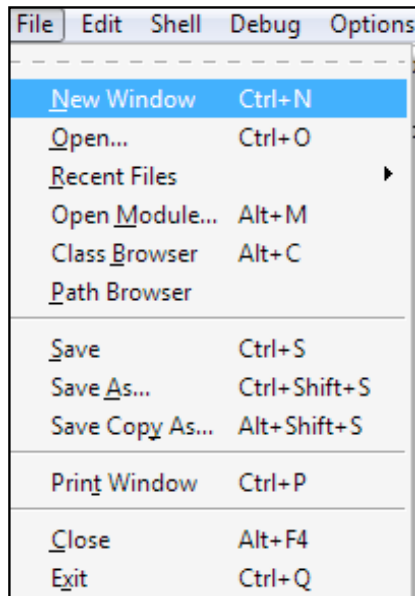 File Edit Shell Debug Options
New Window Ctrl+N
Open... Ctrl+O
Recent Files
Open Module... Alt+M
Class Browser Alt+C
Path Browser
Save Ctrl+S
Save As... Ctrl+Shift+S
Save Copy As... Alt+Shift+S
Print Window Ctrl+P
Close Alt+F4
Exit Ctrl+Q